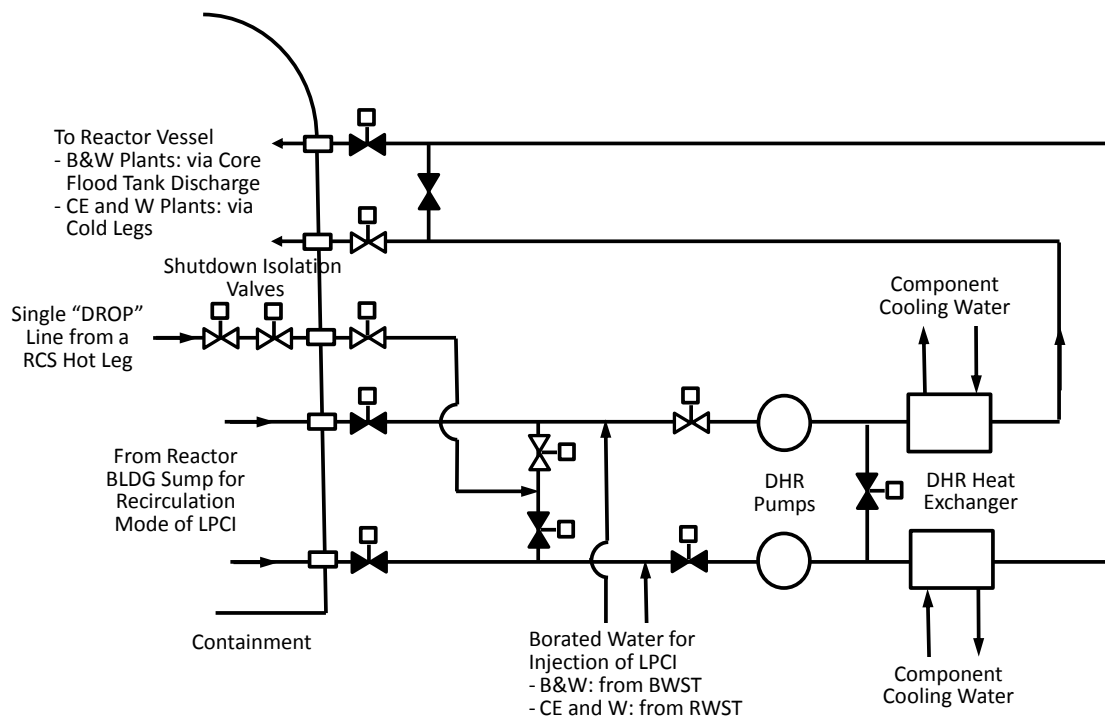 To Reactor Vessel
- B&W Plants: via Core
Flood Tank Discharge
- CE and W Plants: via
Cold Legs
Shutdown Isolation
Valves
Single “DROP”
Line from a
RCS Hot Leg
Component
Cooling Water
From Reactor
BLDG Sump for
Recirculation
Mode of LPCI
DHR
Pumps
DHR Heat
Exchanger
Containment
Borated Water for
Injection of LPCI
- B&W: from BWST
- CE and W: from RWST
Component
Cooling Water